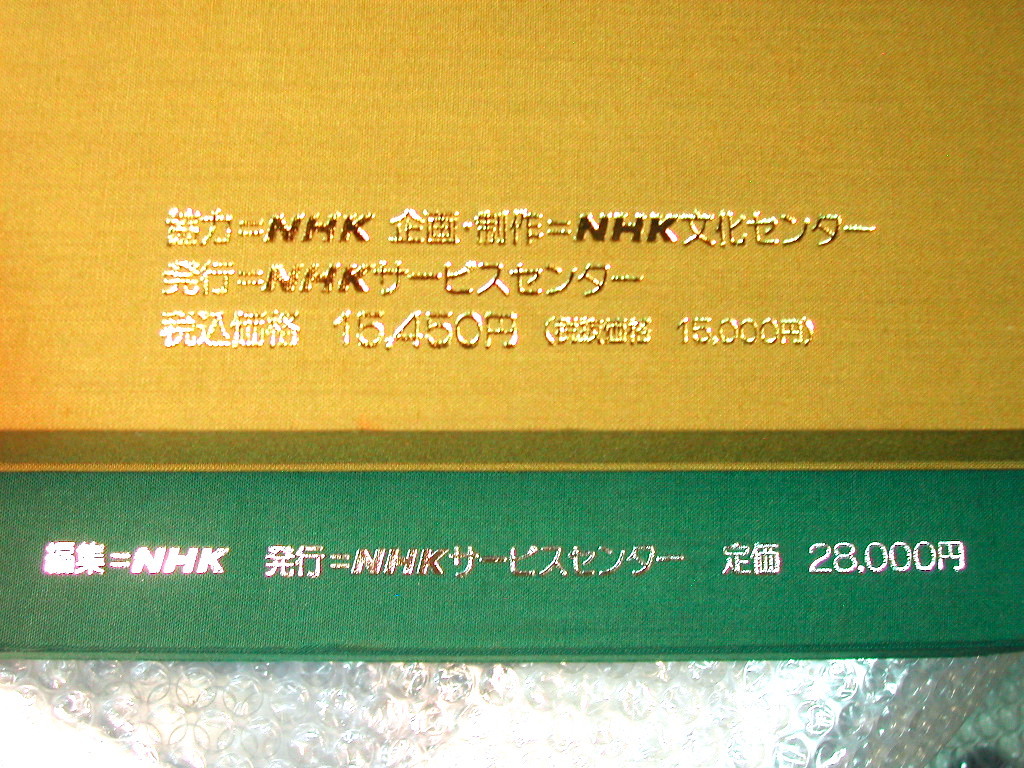 協力=NHK 企画・制作=NHK文化センター
発行=NHKサービスセンター
税込価格 15,450円 (税抜価格 15,000円)
編集=NHK 発行=NHKサービスセンター 定価 28,000円